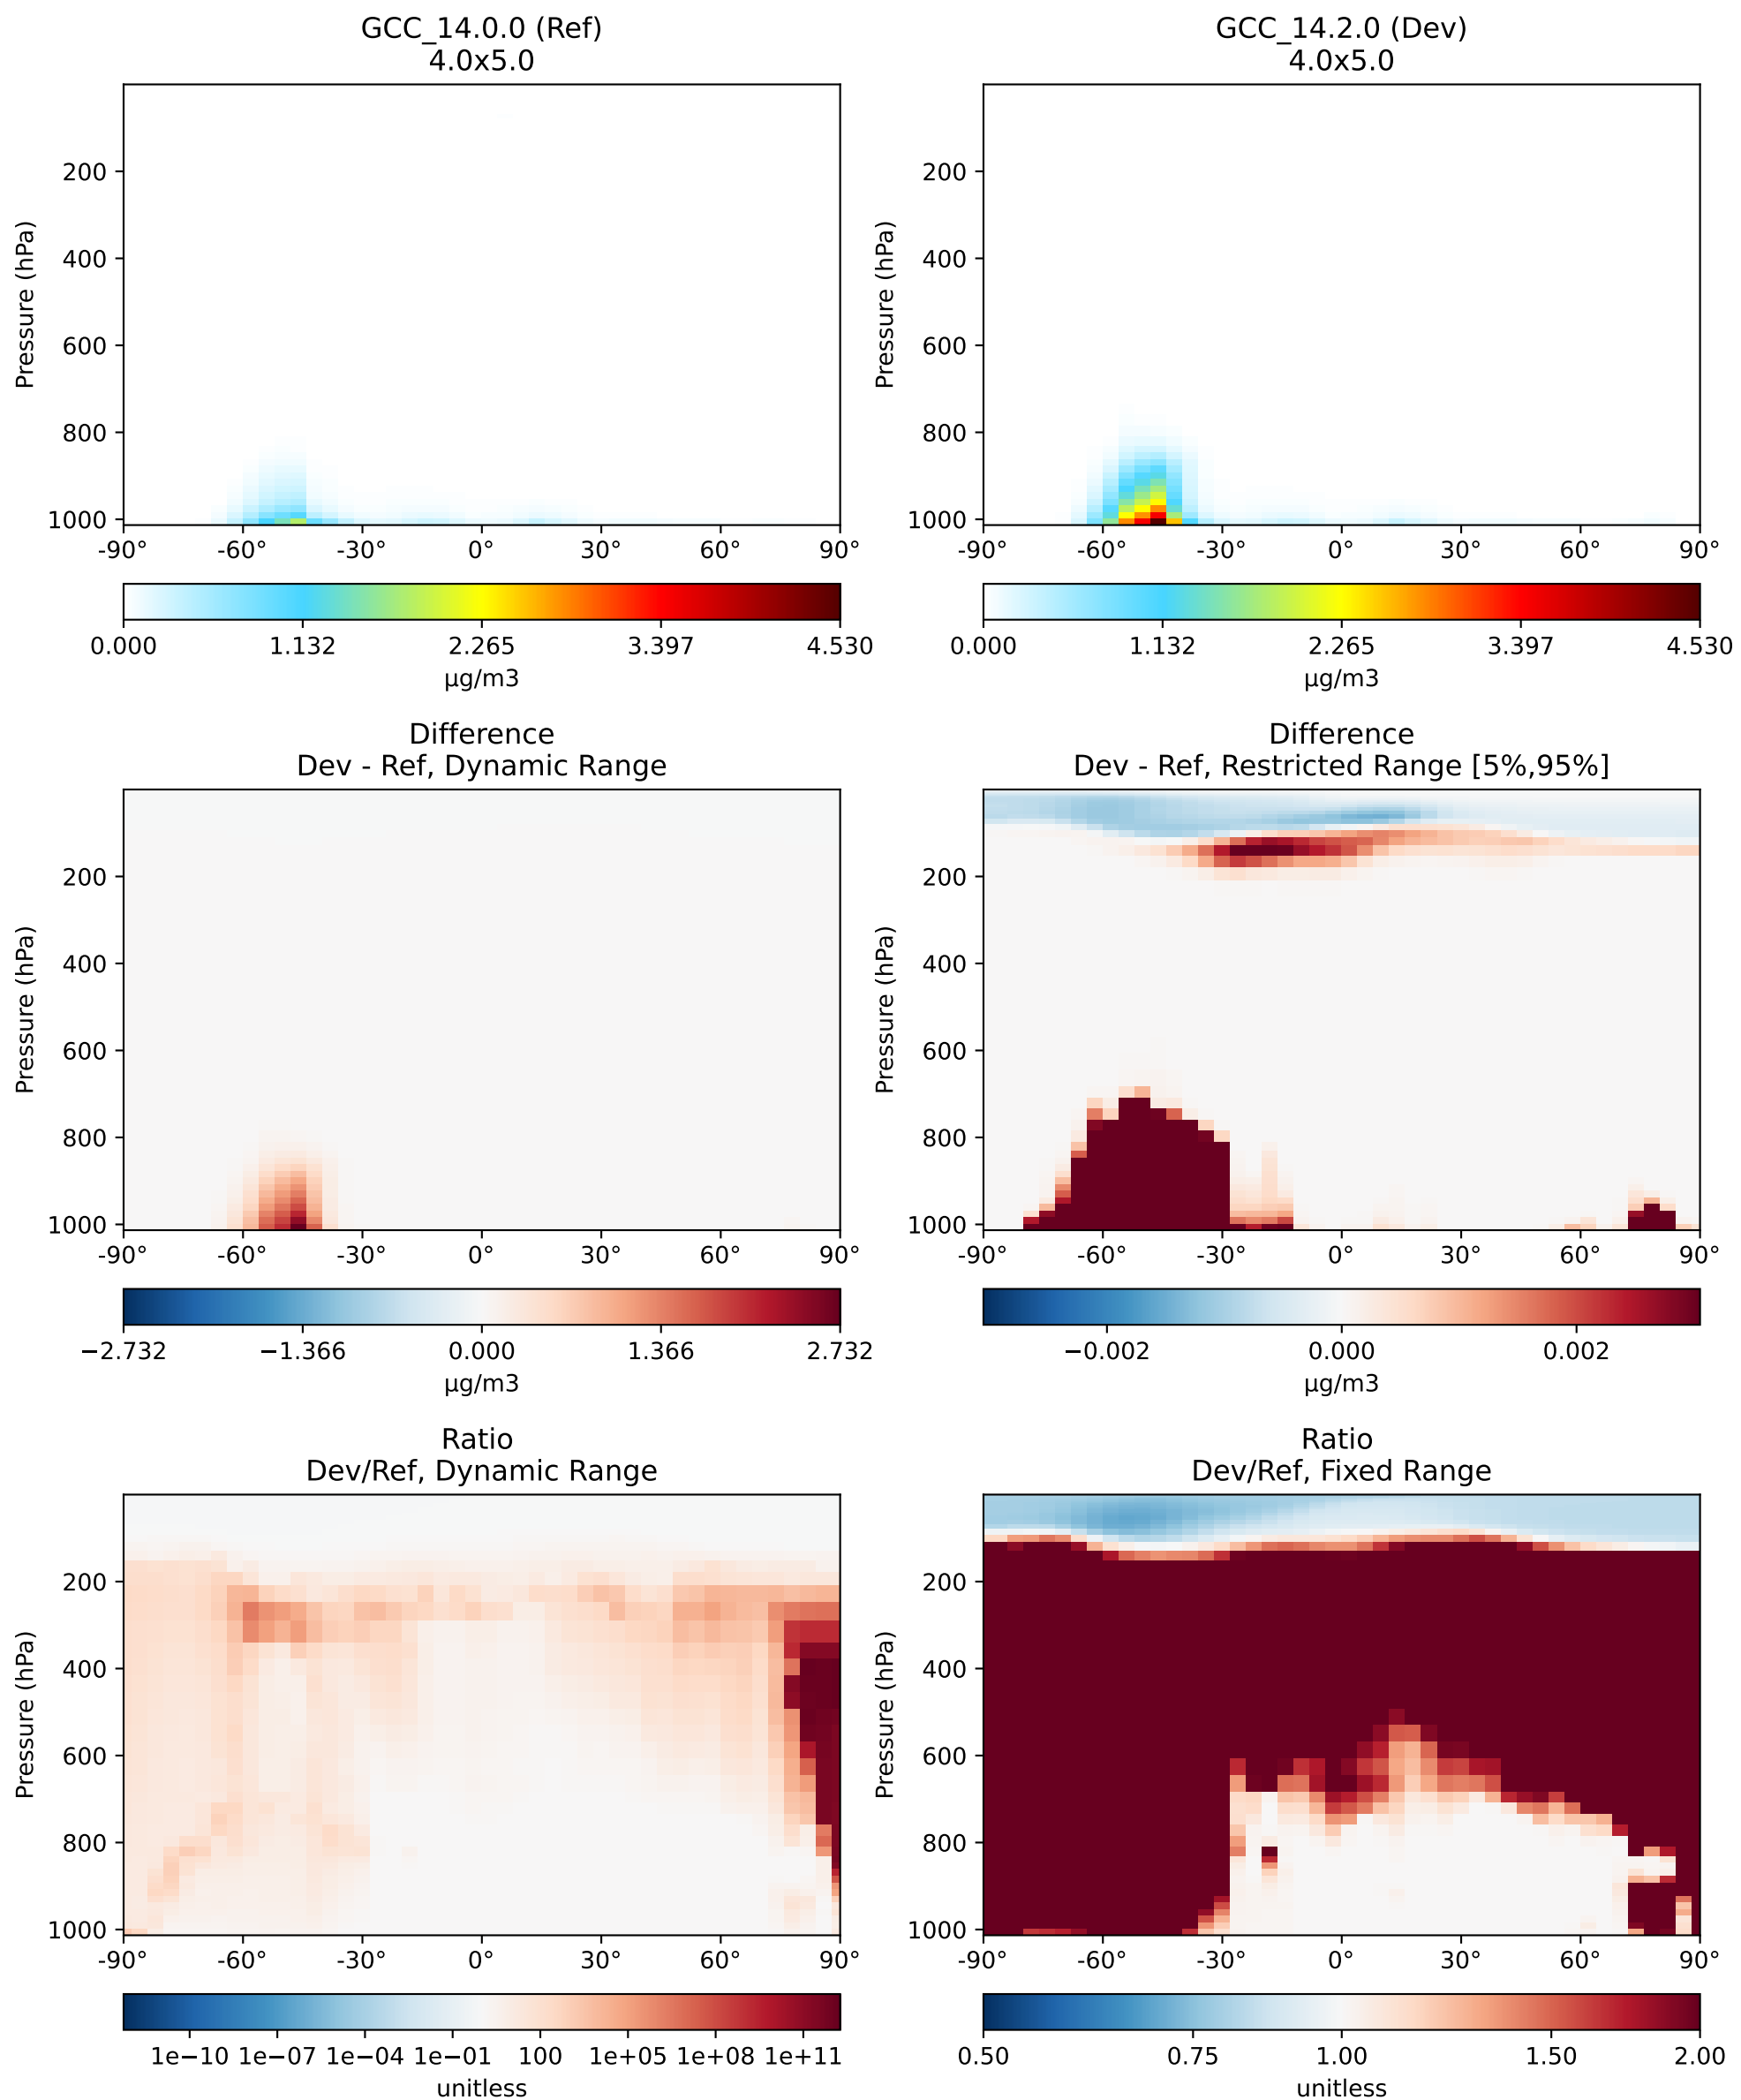 GCC_14.0.0 (Ref)
4.0x5.0
Pressure (hPa)
200
400
600
800
1000
-90° -60° -30° 0° 30° 60° 90°
0.000 1.132 2.265 3.397 4.530
μg/m3
GCC_14.2.0 (Dev)
4.0x5.0
Pressure (hPa)
200
400
600
800
1000
-90° -60° -30° 0° 30° 60° 90°
0.000 1.132 2.265 3.397 4.530
μg/m3
Difference
Dev - Ref, Dynamic Range
Pressure (hPa)
200
400
600
800
1000
-90° -60° -30° 0° 30° 60° 90°
−2.732 −1.366 0.000 1.366 2.732
μg/m3
Difference
Dev - Ref, Restricted Range [5%,95%]
Pressure (hPa)
200
400
600
800
1000
-90° -60° -30° 0° 30° 60° 90°
−0.002 0.000 0.002
μg/m3
Ratio
Dev/Ref, Dynamic Range
Pressure (hPa)
200
400
600
800
1000
-90° -60° -30° 0° 30° 60° 90°
1e−10 1e−07 1e−04 1e−01 100 1e+05 1e+08 1e+11
unitless
Ratio
Dev/Ref, Fixed Range
Pressure (hPa)
200
400
600
800
1000
-90° -60° -30° 0° 30° 60° 90°
0.50 0.75 1.00 1.50 2.00
unitless